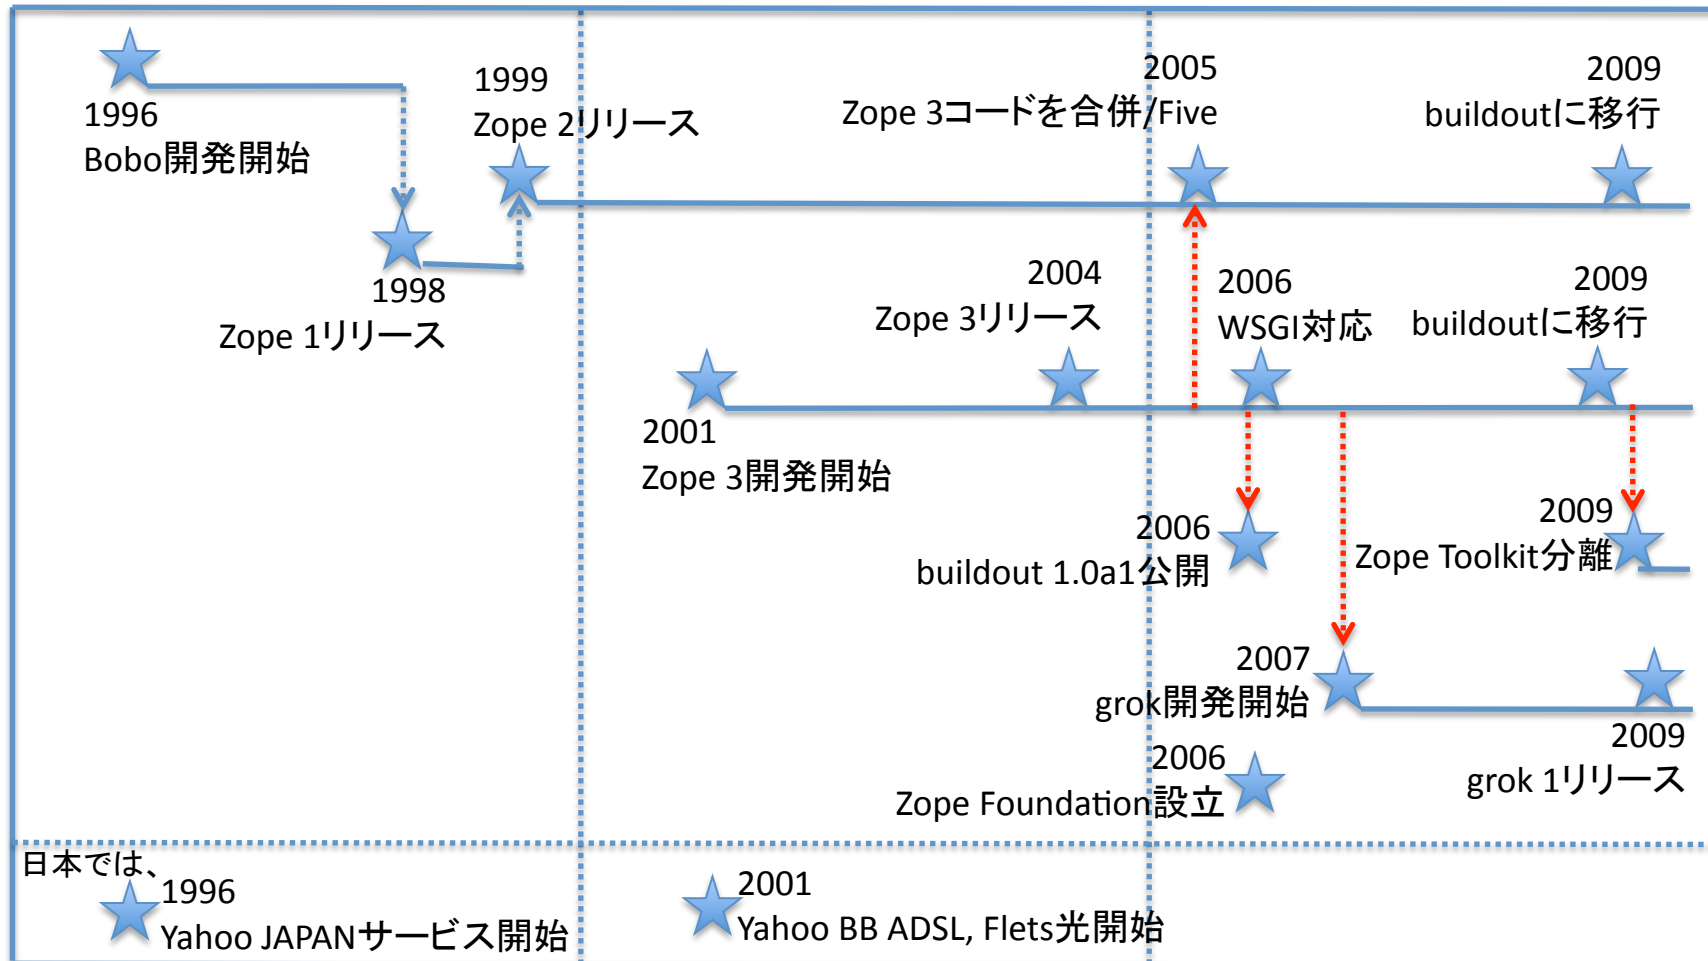 1996
Bobo開発開始
1998
Zope 1リリース
1999
Zope 2リリース
2005
Zope 3コードを合併/Five
2009
buildoutに移行
2001
Zope 3開発開始
2004
Zope 3リリース
2006
WSGI対応
2009
buildoutに移行
2006
buildout 1.0a1公開
2009
Zope Toolkit分離
2007
grok開発開始
2009
grok 1リリース
2006
Zope Foundation設立
日本では、
1996
Yahoo JAPANサービス開始
2001
Yahoo BB ADSL, Flets光開始